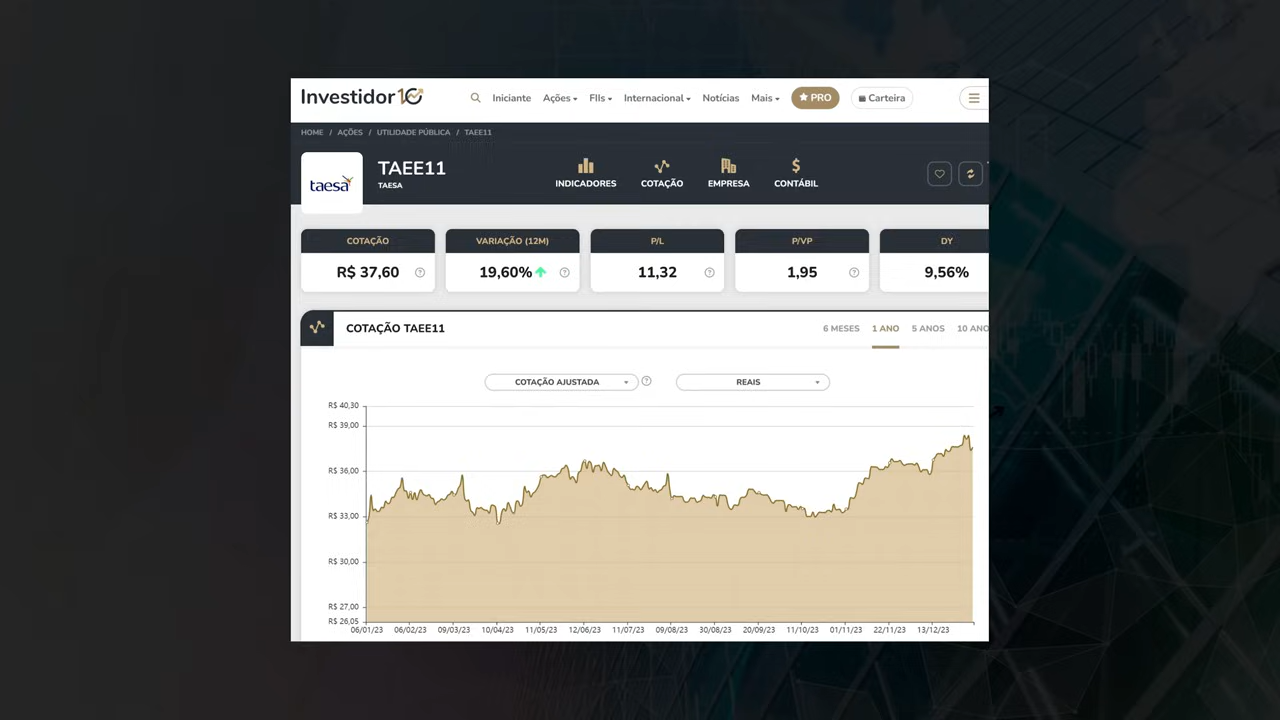 Investidor10
Iniciante Ações FIIs Internacional Notícias Mais PRO Carteira
HOME / AÇÕES / UTILIDADE PÚBLICA / TAEE11
taesa
TAEE11
TAESA
INDICADORES COTAÇÃO EMPRESA CONTÁBIL
COTAÇÃO VARIAÇÃO (12M) P/L P/VP DY
R$ 37,60 19,60% 11,32 1,95 9,56%
COTAÇÃO TAEE11
6 MESES 1 ANO 5 ANOS 10 ANO
COTAÇÃO AJUSTADA REAIS
R$ 40,30
R$ 39,00
R$ 36,00
R$ 33,00
R$ 30,00
R$ 27,00
R$ 26,05
06/01/23 06/02/23 09/03/23 10/04/23 11/05/23 12/06/23 11/07/23 09/08/23 30/08/23 20/09/23 11/10/23 01/11/23 22/11/23 13/12/23